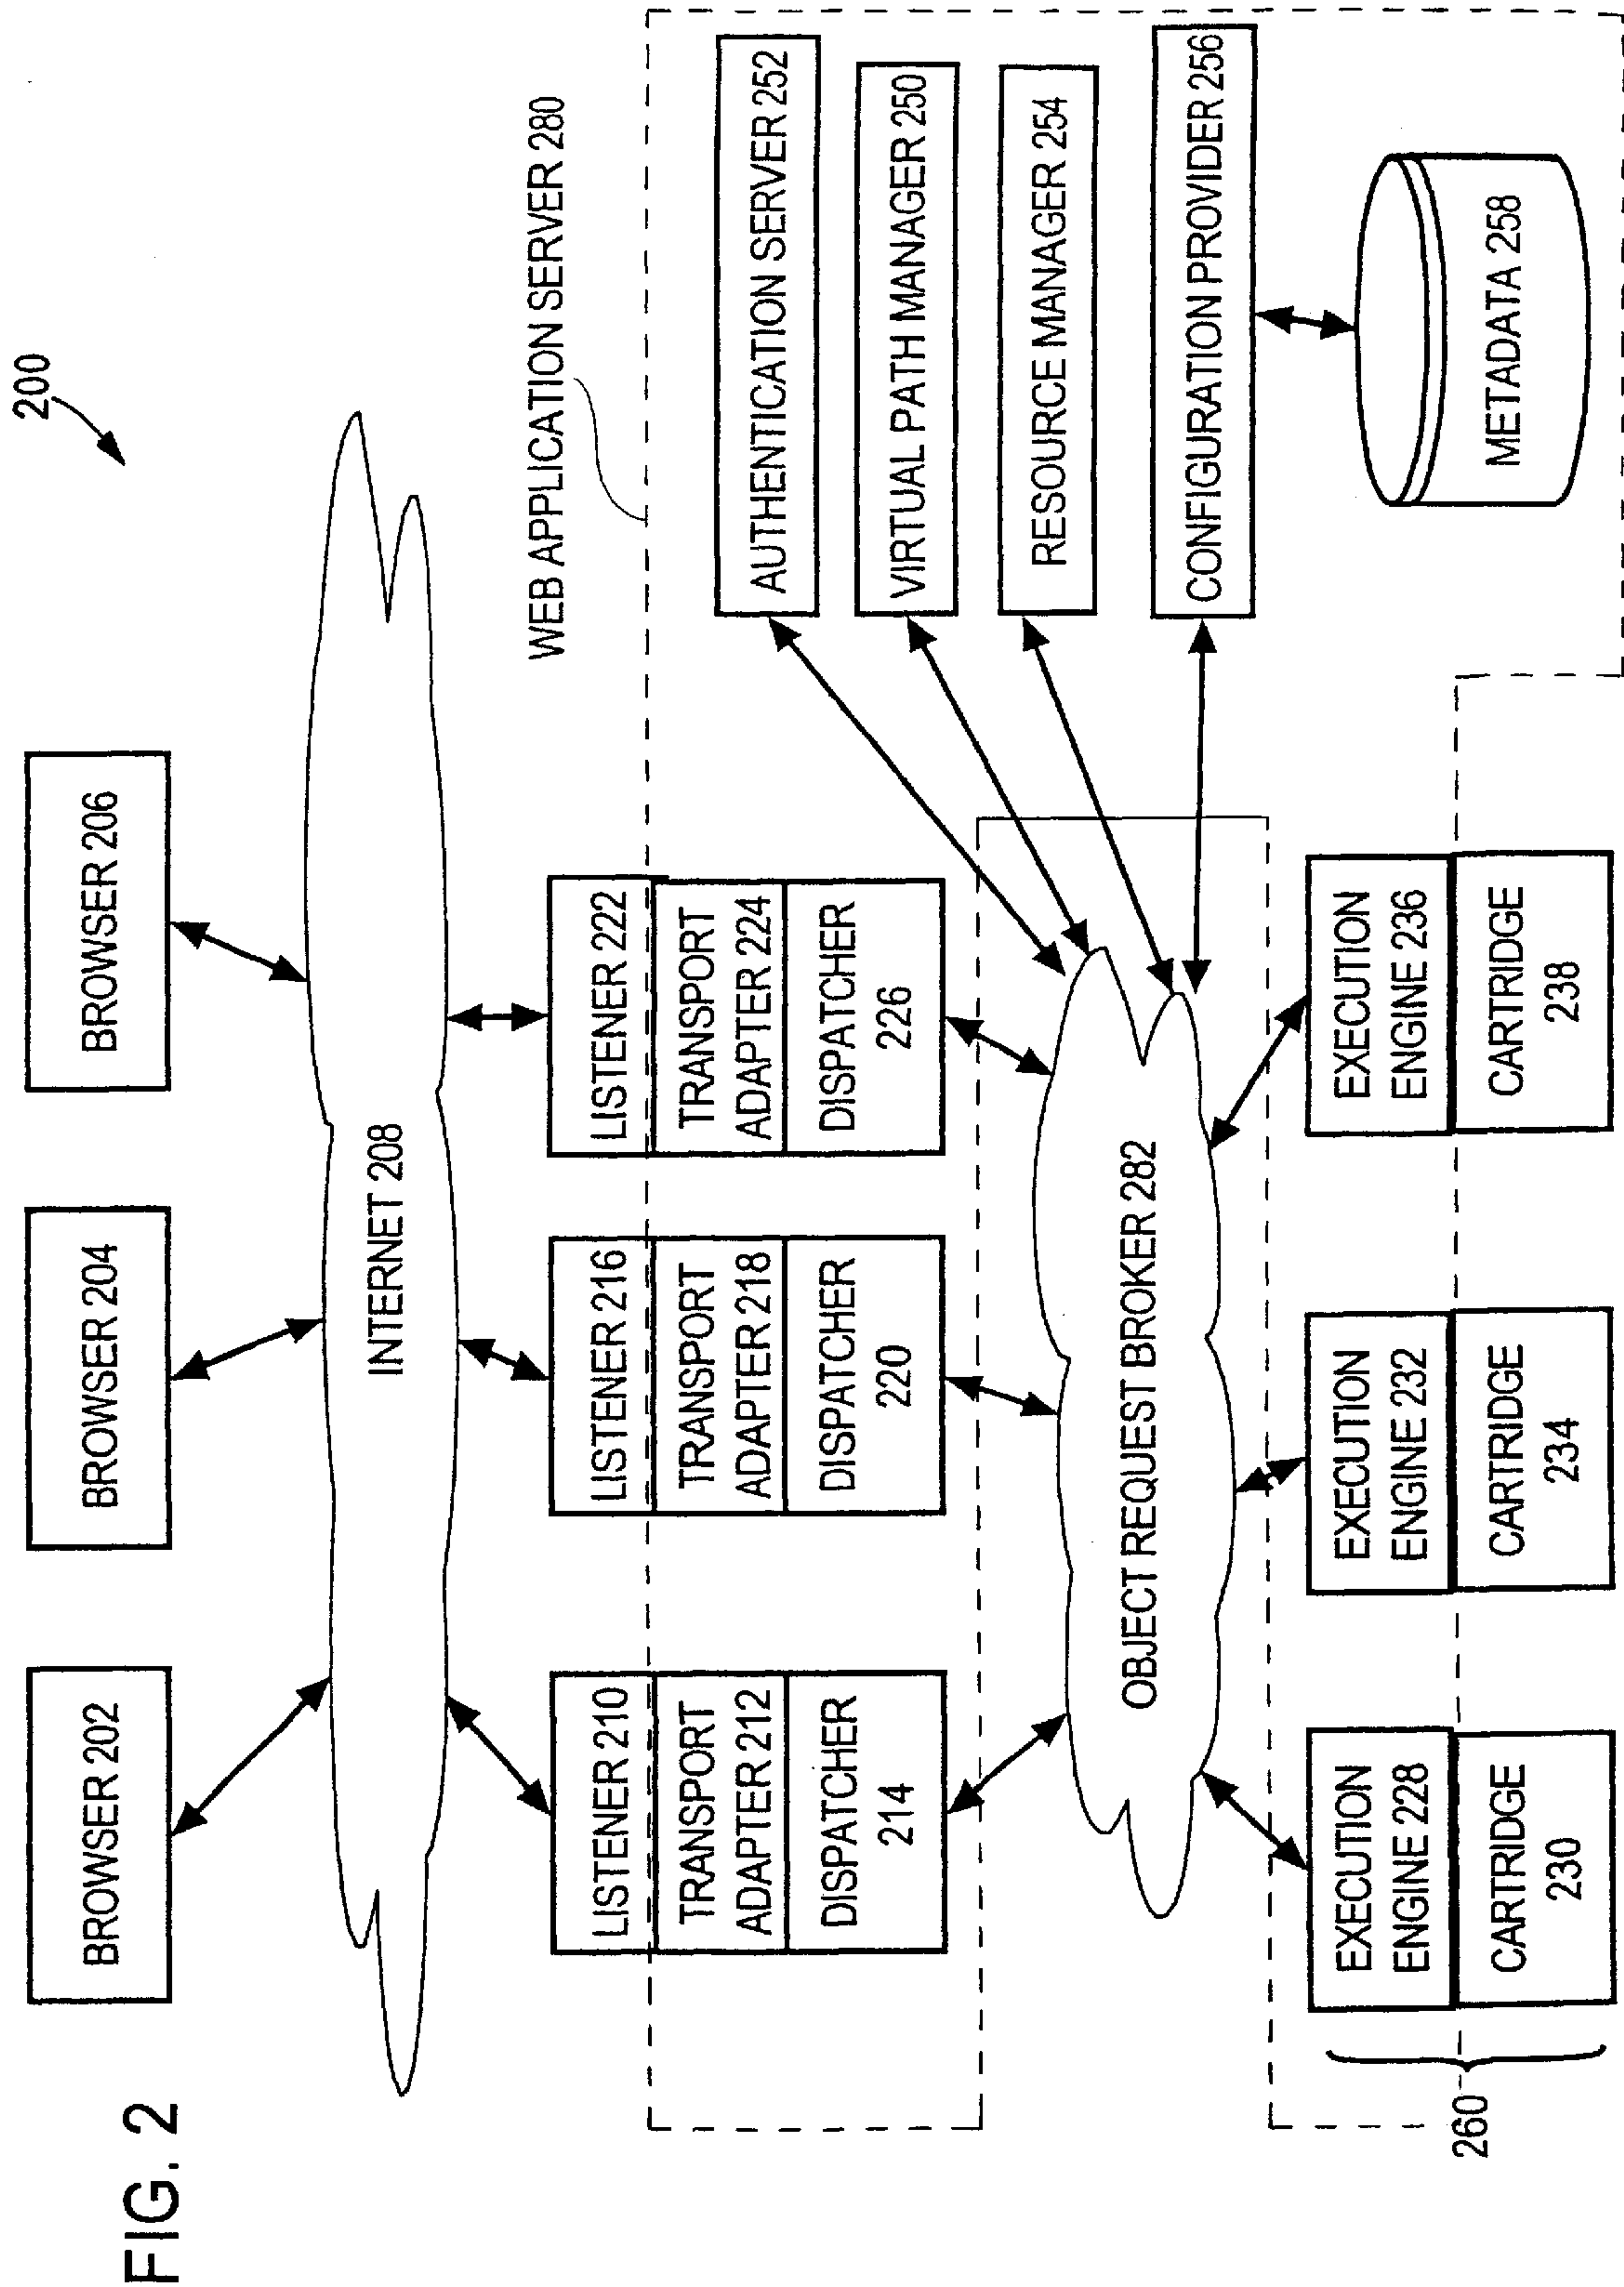 FIG. 2
200
BROWSER 202
BROWSER 204
BROWSER 206
INTERNET 208
WEB APPLICATION SERVER 280
LISTENER 210
TRANSPORT
ADAPTER 212
DISPATCHER
214
LISTENER 216
TRANSPORT
ADAPTER 218
DISPATCHER
220
LISTENER 222
TRANSPORT
ADAPTER 224
DISPATCHER
226
AUTHENTICATION SERVER 252
VIRTUAL PATH MANAGER 250
RESOURCE MANAGER 254
CONFIGURATION PROVIDER 256
METADATA 258
OBJECT REQUEST BROKER 282
260
EXECUTION
ENGINE 228
CARTRIDGE
230
EXECUTION
ENGINE 232
CARTRIDGE
234
EXECUTION
ENGINE 236
CARTRIDGE
238